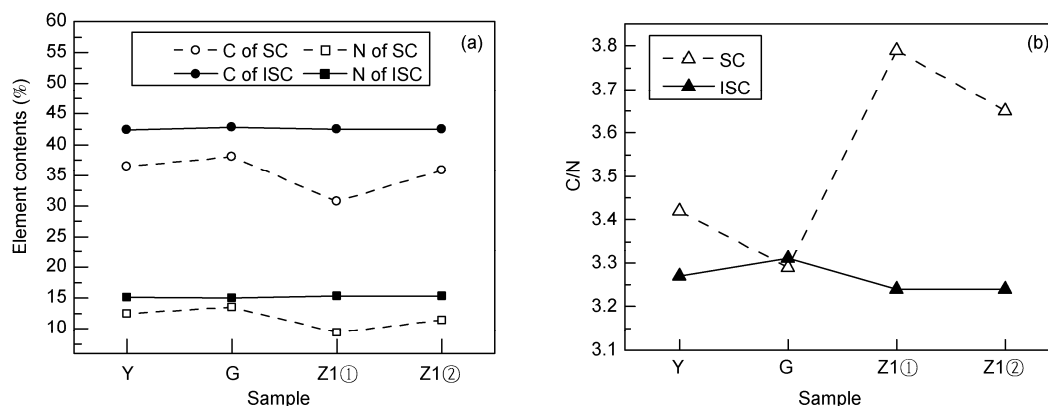 (a)
C of SC
N of SC
C of ISC
N of ISC
Element contents (%)
60
55
50
45
40
35
30
25
20
15
10
Y
G
Z1①
Z1②
Sample
(b)
SC
ISC
C/N
3.8
3.7
3.6
3.5
3.4
3.3
3.2
3.1
Y
G
Z1①
Z1②
Sample